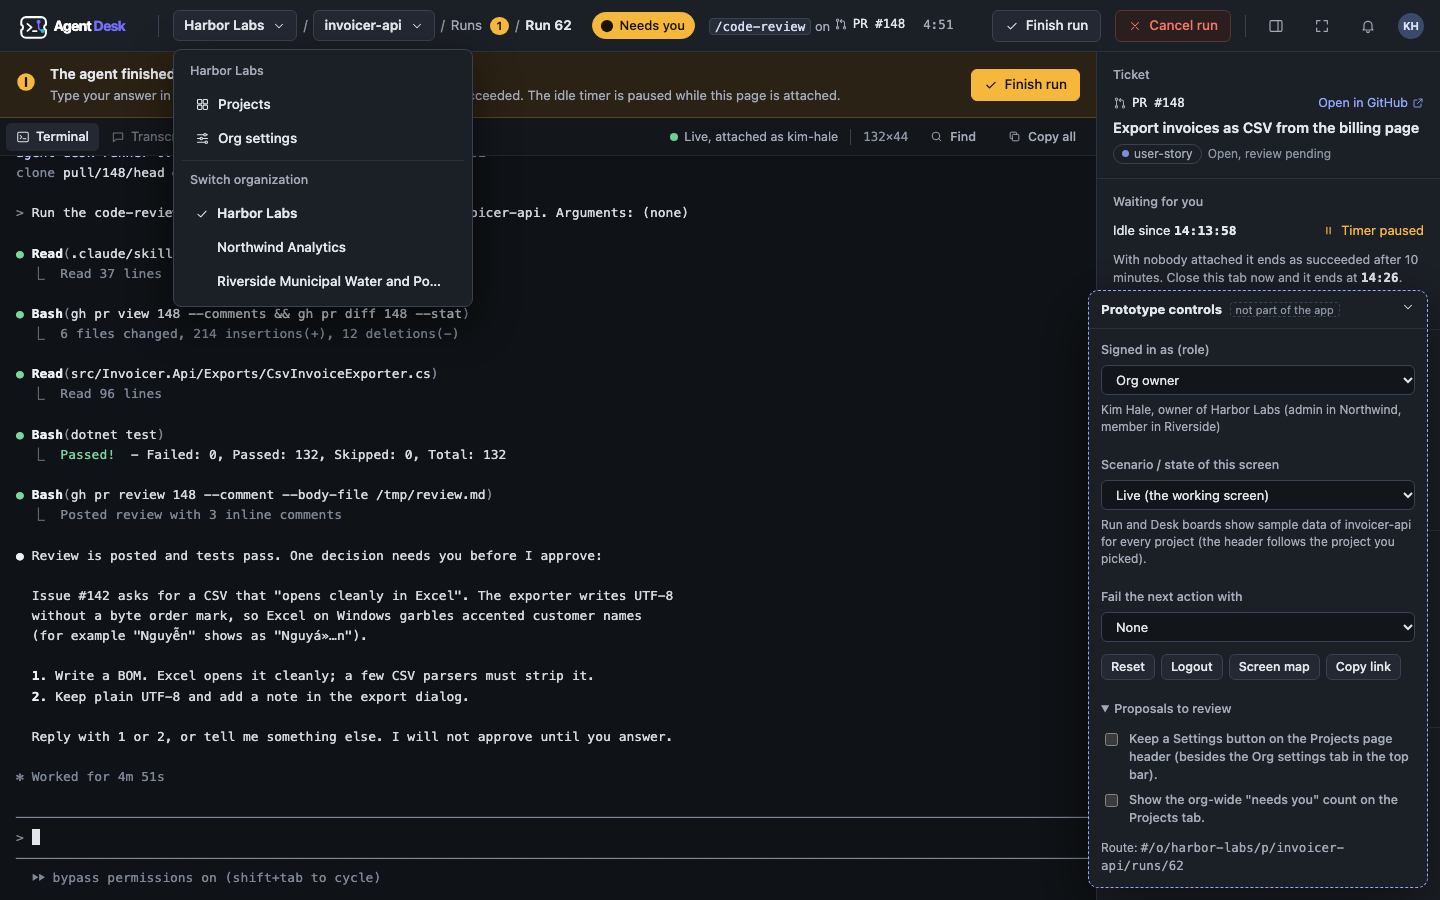 AgentDesk
Harbor Labs / invoicer-api / Runs 1 / Run 62
Needs you
/code-review on PR #148 4:51
Finish run
Cancel run
KH
The agent finished
Type your answer in
ceeded. The idle timer is paused while this page is attached.
Finish run
Harbor Labs
Projects
Org settings
Switch organization
Harbor Labs
Northwind Analytics
Riverside Municipal Water and Po...
Terminal
Live, attached as kim-hale
132×44
Find
Copy all
clone pull/148/head
> Run the code-revie
oicer-api. Arguments: (none)
Read(.claude/skill
Read 37 lines
Bash(gh pr view 148 --comments && gh pr diff 148 --stat)
6 files changed, 214 insertions(+), 12 deletions(-)
Read(src/Invoicer.Api/Exports/CsvInvoiceExporter.cs)
Read 96 lines
Bash(dotnet test)
Passed! - Failed: 0, Passed: 132, Skipped: 0, Total: 132
Bash(gh pr review 148 --comment --body-file /tmp/review.md)
Posted review with 3 inline comments
Review is posted and tests pass. One decision needs you before I approve:
Issue #142 asks for a CSV that "opens cleanly in Excel". The exporter writes UTF-8
without a byte order mark, so Excel on Windows garbles accented customer names
(for example "Nguyễn" shows as "Nguyá»…n").
1. Write a BOM. Excel opens it cleanly; a few CSV parsers must strip it.
2. Keep plain UTF-8 and add a note in the export dialog.
Reply with 1 or 2, or tell me something else. I will not approve until you answer.
✻ Worked for 4m 51s
>
⏵⏵ bypass permissions on (shift+tab to cycle)
Ticket
PR #148
Open in GitHub
Export invoices as CSV from the billing page
user-story
Open, review pending
Waiting for you
Idle since 14:13:58
Timer paused
With nobody attached it ends as succeeded after 10
minutes. Close this tab now and it ends at 14:26.
Prototype controls
not part of the app
Signed in as (role)
Org owner
Kim Hale, owner of Harbor Labs (admin in Northwind,
member in Riverside)
Scenario / state of this screen
Live (the working screen)
Run and Desk boards show sample data of invoicer-api
for every project (the header follows the project you
picked).
Fail the next action with
None
Reset
Logout
Screen map
Copy link
▼ Proposals to review
Keep a Settings button on the Projects page
header (besides the Org settings tab in the top
bar).
Show the org-wide "needs you" count on the
Projects tab.
Route: #/o/harbor-labs/p/invoicer-
api/runs/62